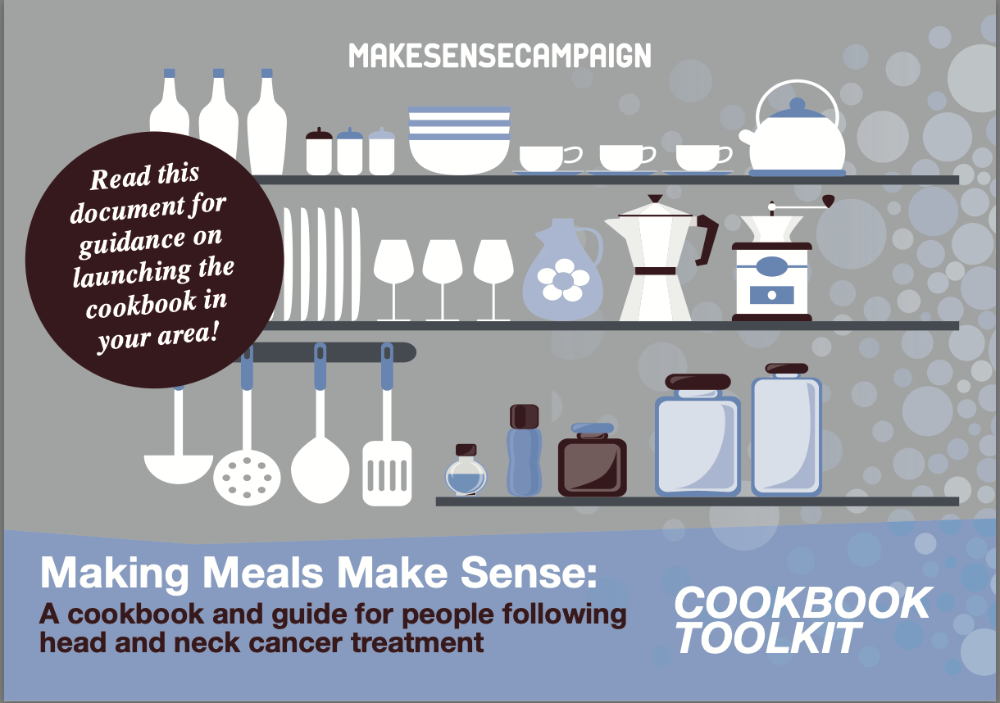 MAKESENSECAMPAIGN
Read this
document for
guidance on
launching the
cookbook in
your area!
Making Meals Make Sense:
A cookbook and guide for people following
head and neck cancer treatment
COOKBOOK
TOOLKIT